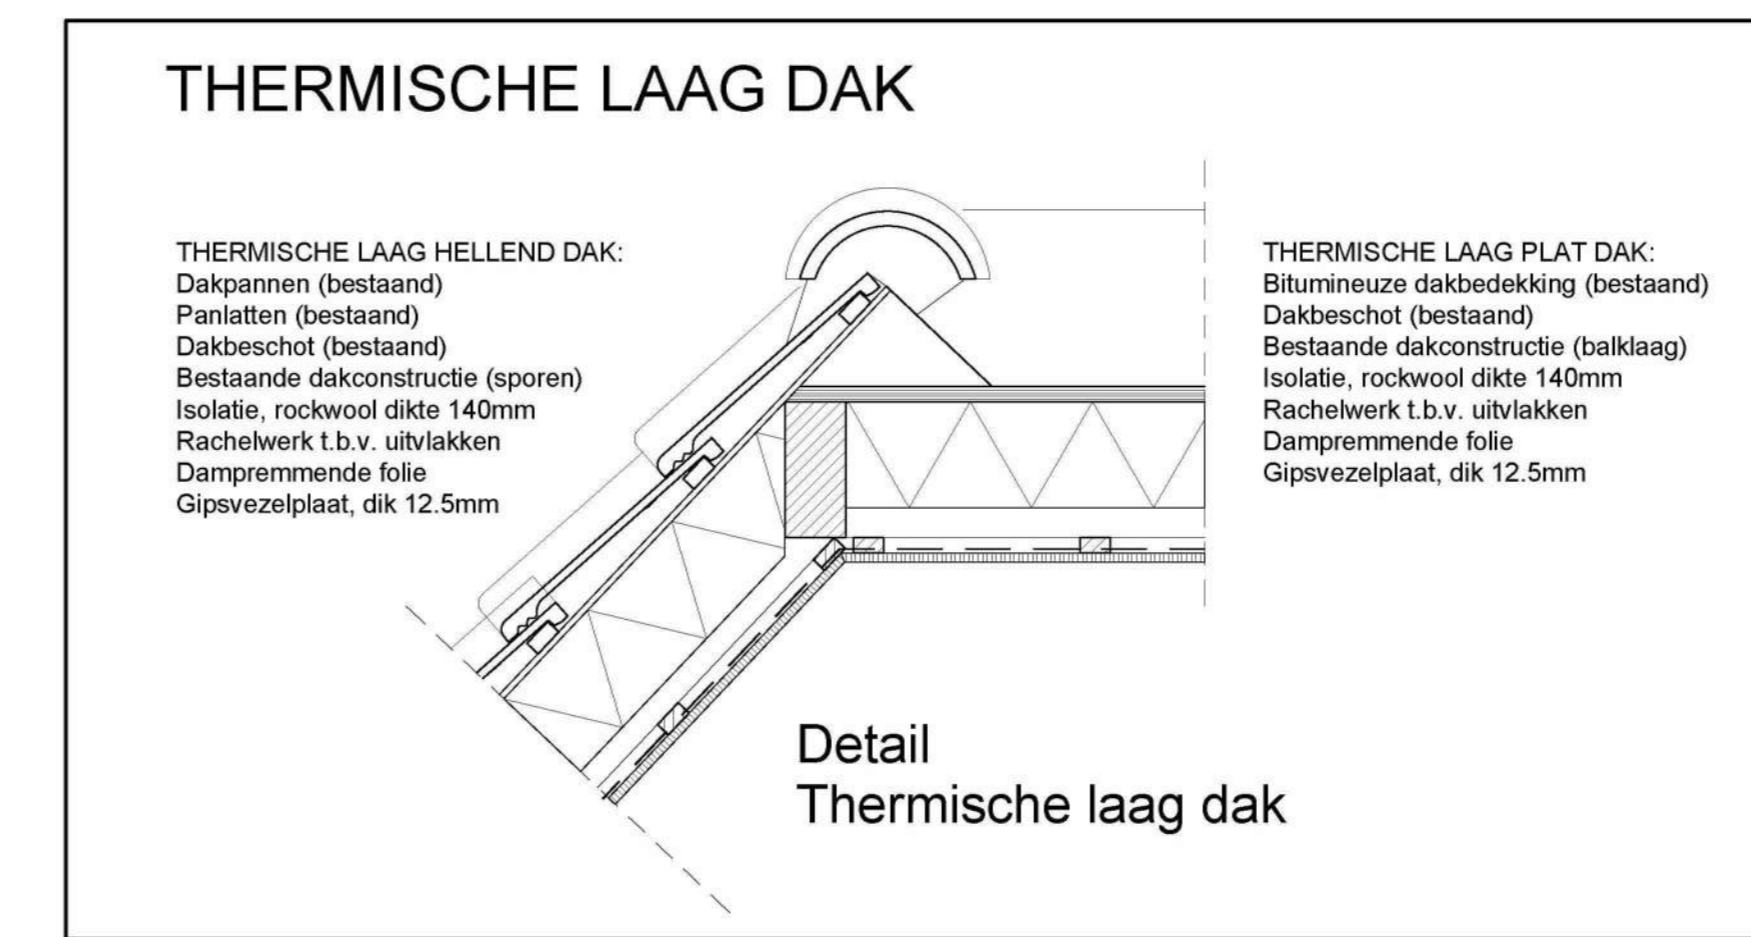 THERMISCHE LAAG DAK
THERMISCHE LAAG HELLEND DAK:
Dakpannen (bestaand)
Panlatten (bestaand)
Dakbeschot (bestaand)
Bestaande dakconstructie (sporen)
Isolatie, rockwool dikte 140mm
Rachelwerk t.b.v. uitvlakken
Dampremmende folie
Gipsvezelplaat, dik 12.5mm
THERMISCHE LAAG PLAT DAK:
Bitumineuze dakbedekking (bestaand)
Dakbeschot (bestaand)
Bestaande dakconstructie (balklaag)
Isolatie, rockwool dikte 140mm
Rachelwerk t.b.v. uitvlakken
Dampremmende folie
Gipsvezelplaat, dik 12.5mm
Detail
Thermische laag dak